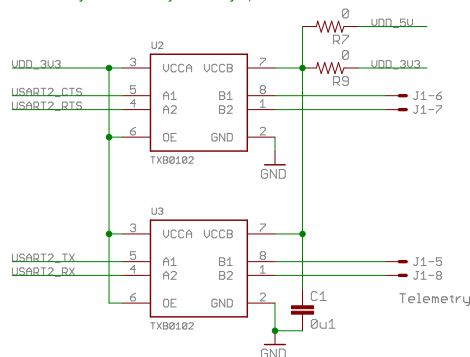 0
VDD_5V
R7
U2
0
VDD_3V3
3
VCCA
VCCB
7
VDD_3V3
R9
USART2_CTS
5
A1
B1
8
J1-6
USART2_RTS
4
A2
B2
1
J1-7
6
OE
GND
2
TXB0102
GND
U3
3
VCCA
VCCB
7
USART2_TX
5
A1
B1
8
J1-5
USART2_RX
4
A2
B2
1
J1-8
6
OE
GND
2
C1
Telemetry
TXB0102
0u1
GND